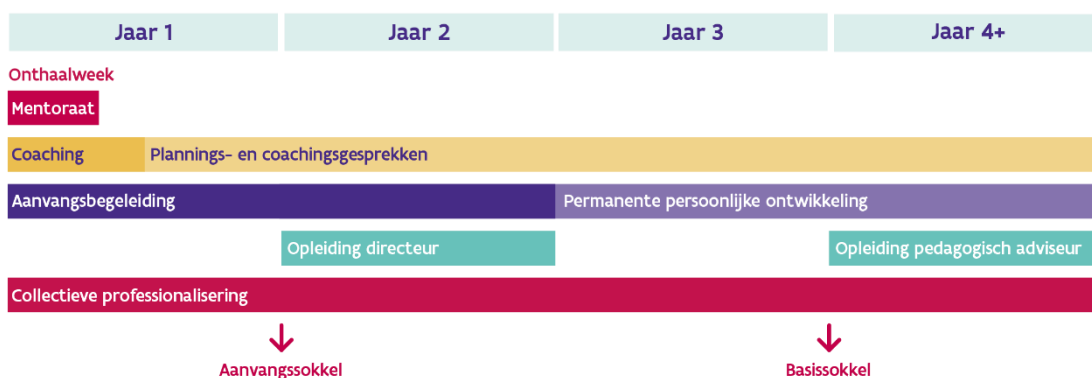 Jaar 1
Jaar 2
Jaar 3
Jaar 4+
Onthaalweek
Mentoraat
Coaching
Plannings- en coachingsgesprekken
Aanvangsbegeleiding
Permanente persoonlijke ontwikkeling
Opleiding directeur
Opleiding pedagogisch adviseur
Collectieve professionalisering
Aanvangssokkel
Basissokkel